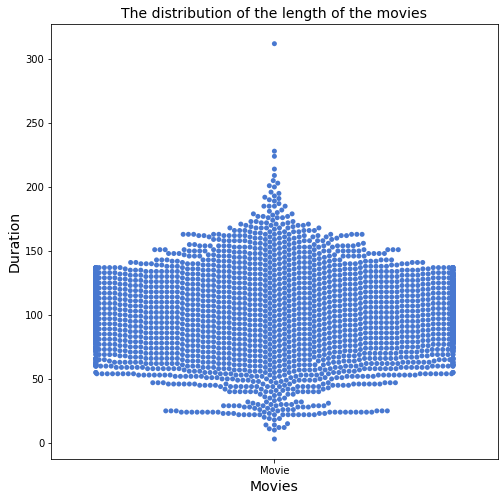 The distribution of the length of the movies
Duration
300
250
200
150
100
50
0
Movie
Movies